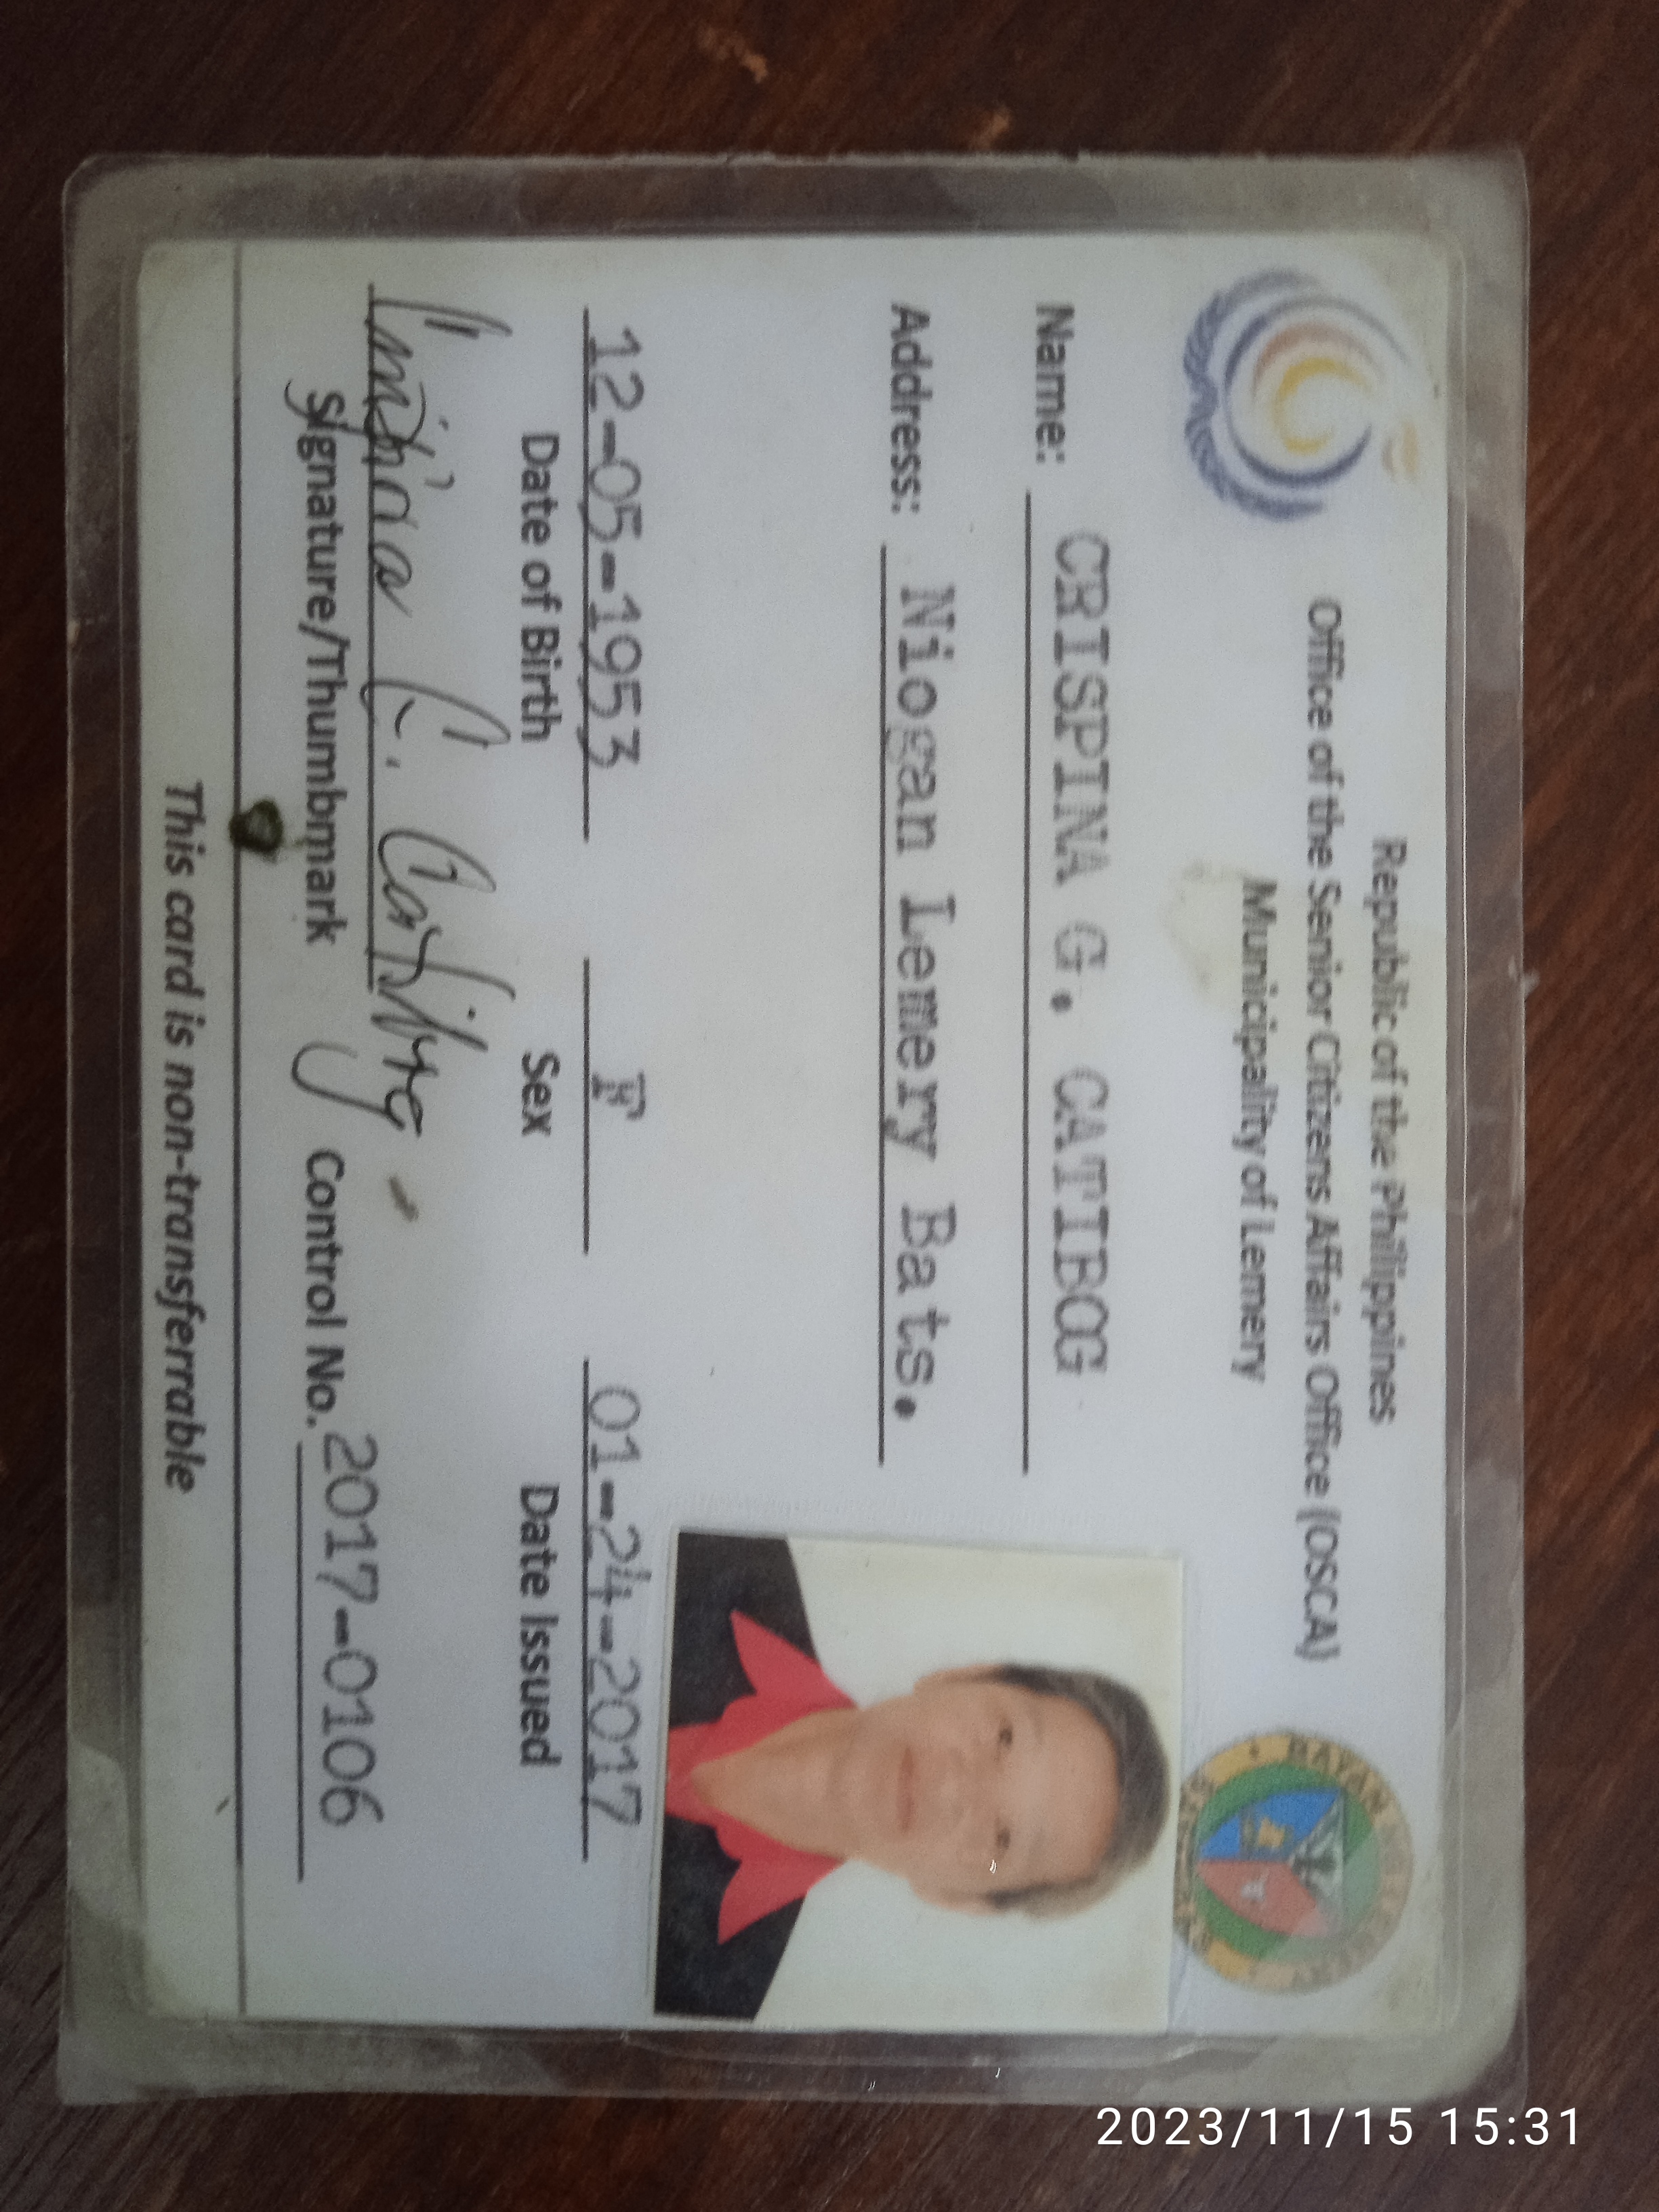 Republic of the Philippines
Office of the Senior Citizens Affairs Office (OSCA)
Municipality of Lemery
BAYAN
Name: CRISPINA G. CATIBOG
Address: Niogan Lemery Bats.
12-05-1953 F 01-24-2017
Date of Birth Sex Date Issued
Signature/Thumbmark Control No. 2017-0106
This card is non-transferrable
2023/11/15 15:31